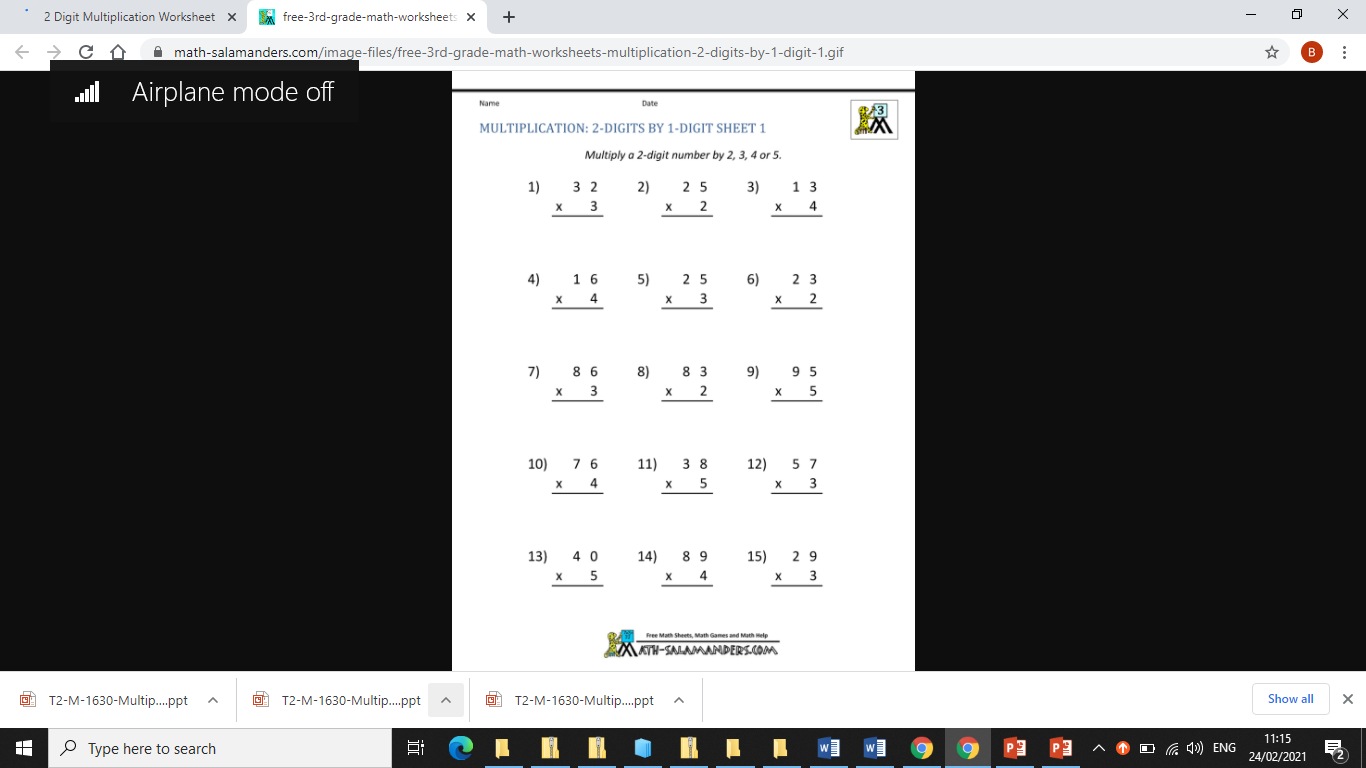 2 Digit Multiplication Worksheet
free-3rd-grade-math-worksheets
math-salamanders.com/image-files/free-3rd-grade-math-worksheets-multiplication-2-digits-by-1-digit-1.gif
B
Airplane mode off
Name Date
3
MULTIPLICATION: 2-DIGITS BY 1-DIGIT SHEET 1
Multiply a 2-digit number by 2, 3, 4 or 5.
1) 3 2 2) 2 5 3) 1 3
x 3 x 2 x 4
4) 1 6 5) 2 5 6) 2 3
x 4 x 3 x 2
7) 8 6 8) 8 3 9) 9 5
x 3 x 2 x 5
10) 7 6 11) 3 8 12) 5 7
x 4 x 5 x 3
13) 4 0 14) 8 9 15) 2 9
x 5 x 4 x 3
Free Math Sheets, Math Games and Math Help
MATH-SALAMANDERS.COM
T2-M-1630-Multip....ppt T2-M-1630-Multip....ppt T2-M-1630-Multip....ppt Show all
Type here to search
ENG
11:15
24/02/2021
2